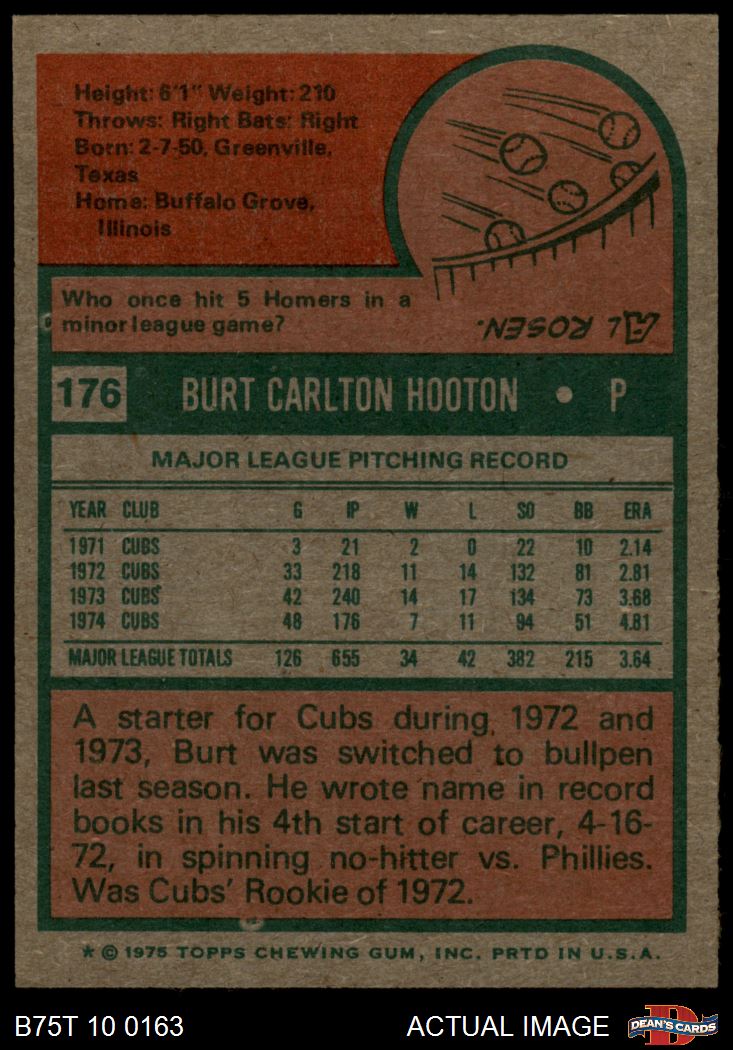 Height: 6'1" Weight: 210
Throws: Right Bats: Right
Born: 2-7-50, Greenville,
Texas
Home: Buffalo Grove,
Illinois
Who once hit 5 Homers in a
minor league game?
AL ROSEN.
176 BURT CARLTON HOOTON • P
MAJOR LEAGUE PITCHING RECORD
YEAR CLUB G IP W L SO BB ERA
1971 CUBS 3 21 2 0 22 10 2.14
1972 CUBS 33 218 11 14 132 81 2.81
1973 CUBS 42 240 14 17 134 73 3.68
1974 CUBS 48 176 7 11 94 51 4.81
MAJOR LEAGUE TOTALS 126 655 34 42 382 215 3.64
A starter for Cubs during, 1972 and
1973, Burt was switched to bullpen
last season. He wrote name in record
books in his 4th start of career, 4-16-
72, in spinning no-hitter vs. Phillies.
Was Cubs' Rookie of 1972.
* © 1975 TOPPS CHEWING GUM, INC. PRTD IN U.S.A.
B75T 10 0163 ACTUAL IMAGE D DEAN'S CARDS